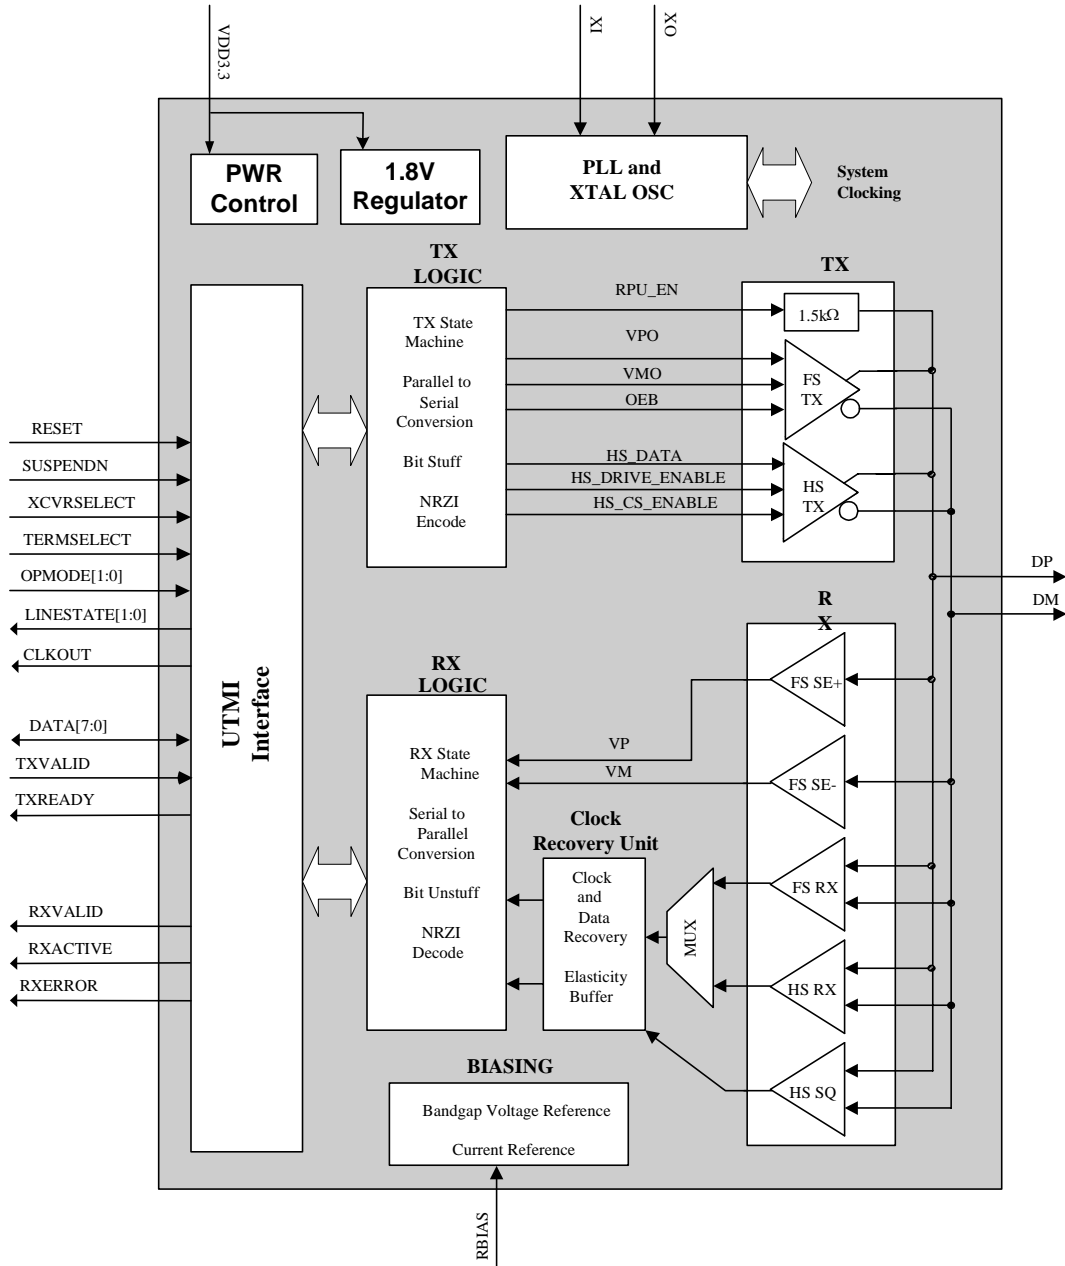 VDD3.3
XI
XO
PWR
Control
1.8V
Regulator
PLL and
XTAL OSC
System
Clocking
TX
LOGIC
TX State
Machine
Parallel to
Serial
Conversion
Bit Stuff
NRZI
Encode
RPU_EN
VPO
VMO
OEB
HS_DATA
HS_DRIVE_ENABLE
HS_CS_ENABLE
TX
1.5kΩ
FS
TX
HS
TX
RESET
SUSPENDN
XCVRSELECT
TERMSELECT
OPMODE[1:0]
LINESTATE[1:0]
CLKOUT
DATA[7:0]
TXVALID
TXREADY
RXVALID
RXACTIVE
RXERROR
UTMI
Interface
DP
DM
RX
LOGIC
RX State
Machine
Serial to
Parallel
Conversion
Bit Unstuff
NRZI
Decode
VP
VM
Clock
Recovery Unit
Clock
and
Data
Recovery
Elasticity
Buffer
MUX
R
X
FS SE+
FS SE-
FS RX
HS RX
HS SQ
BIASING
Bandgap Voltage Reference
Current Reference
RBIAS